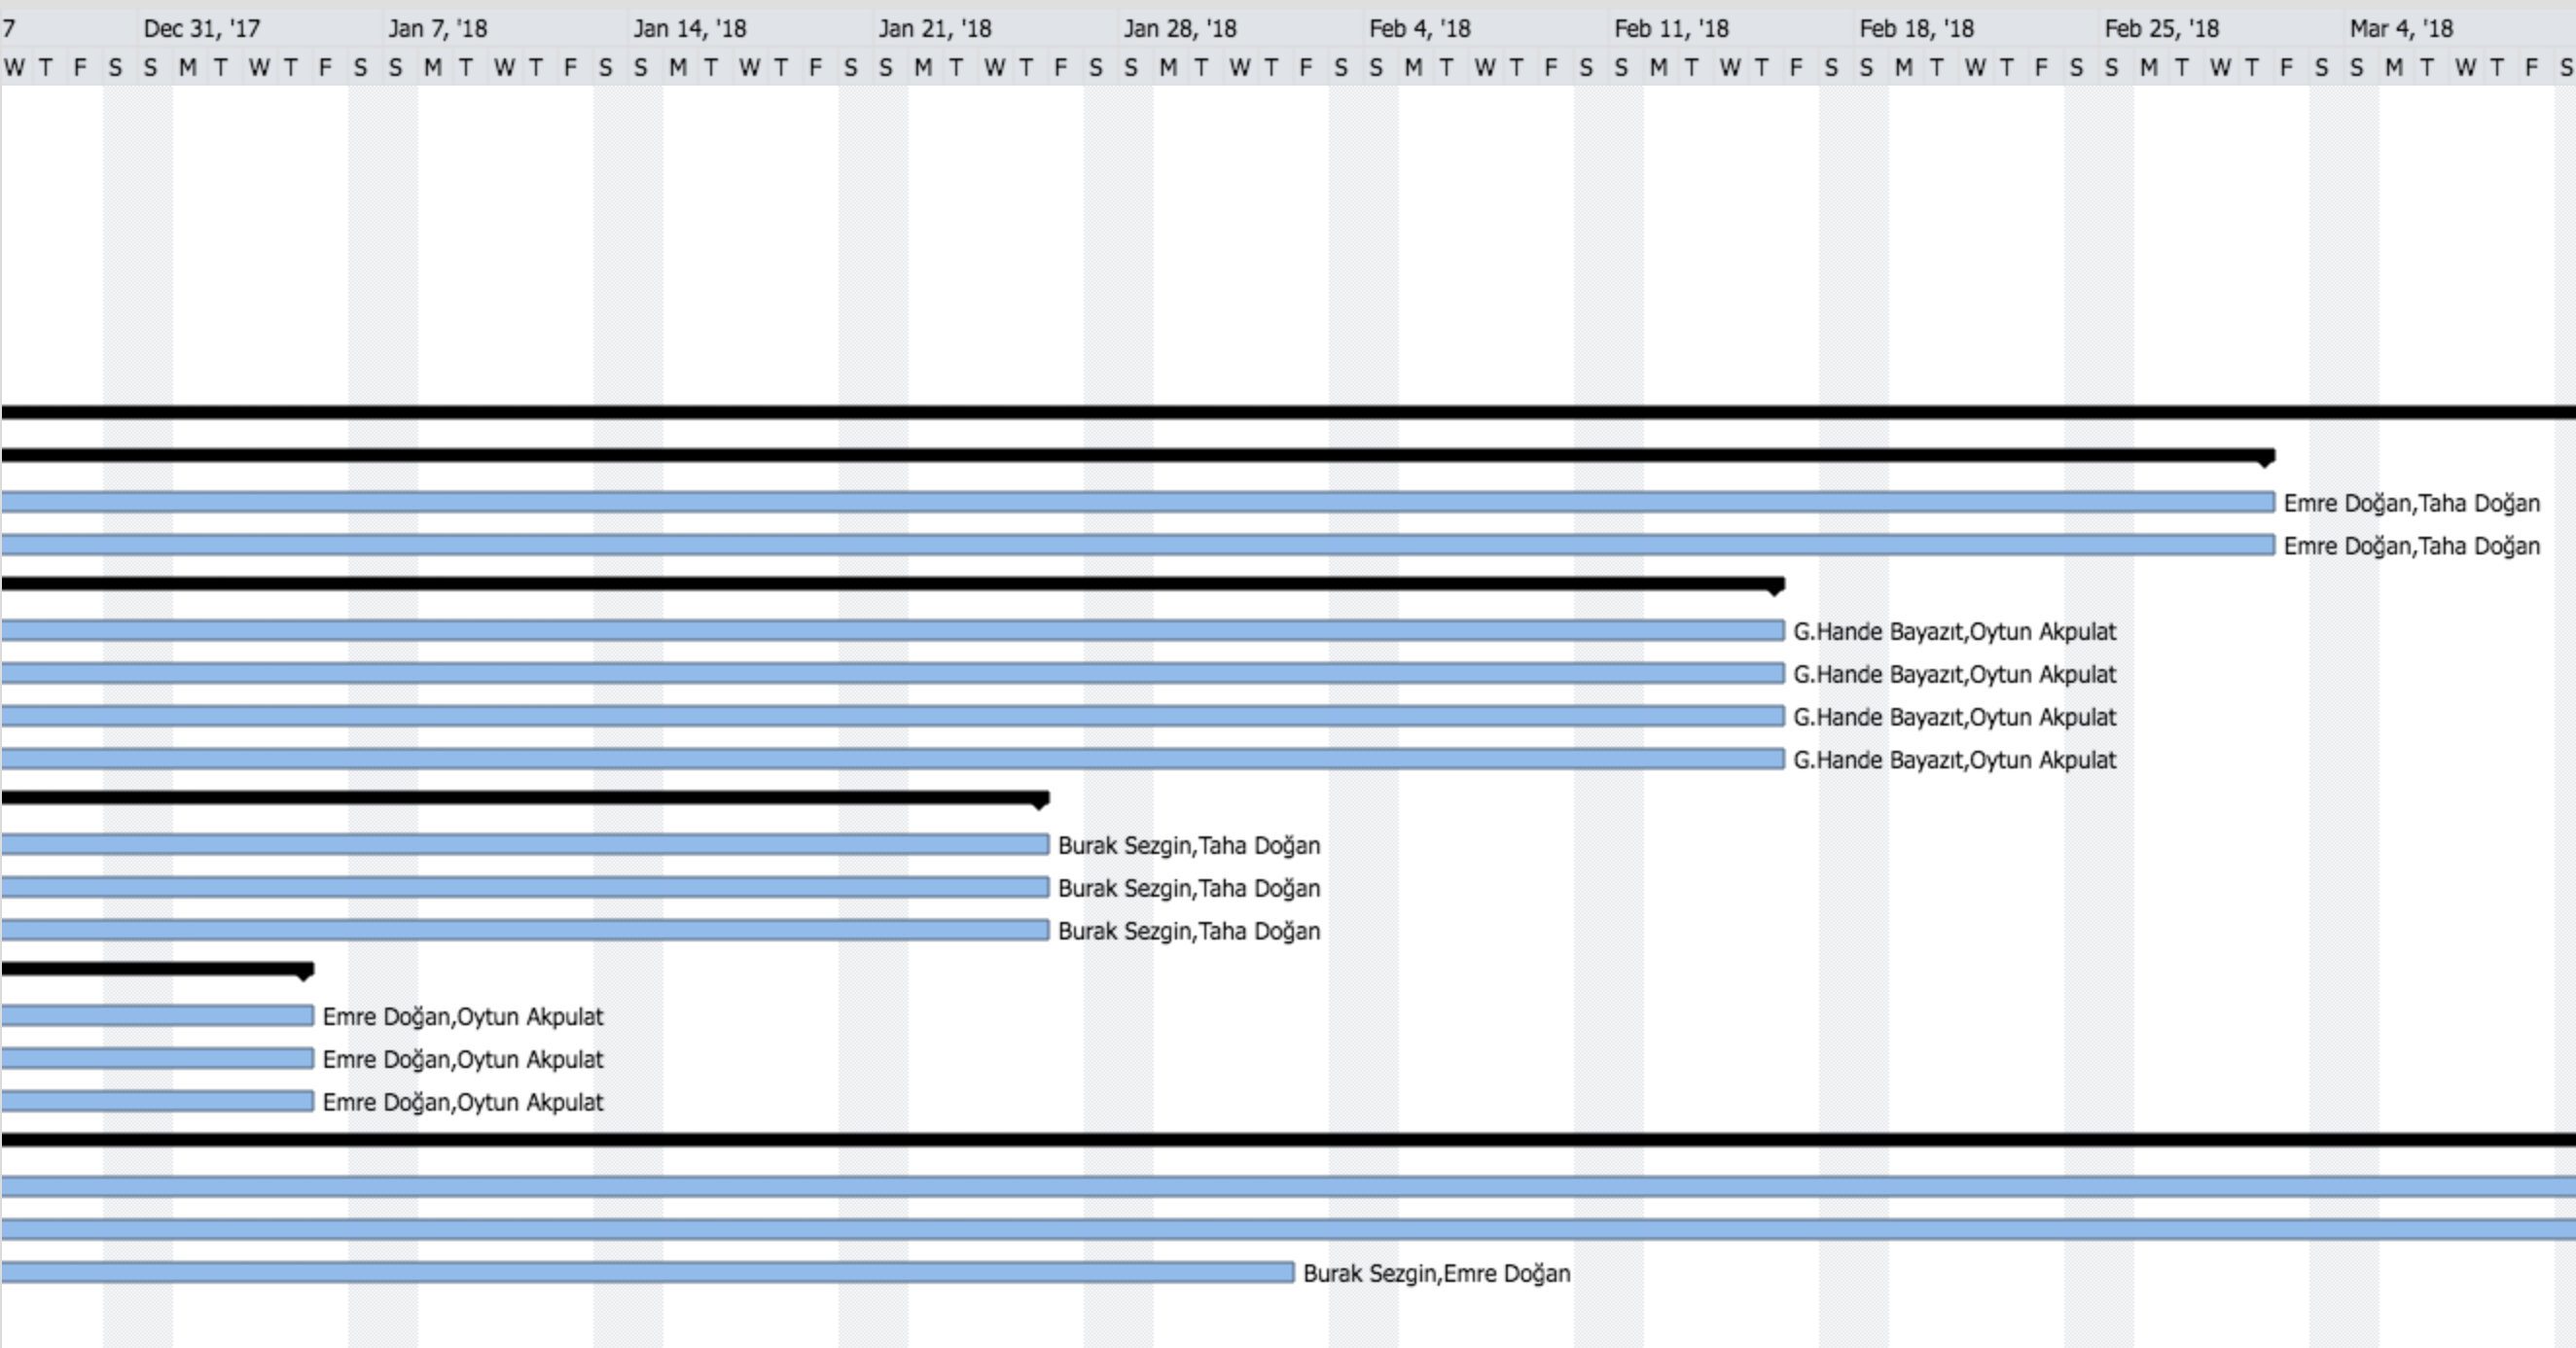 7 Dec 31, '17 Jan 7, '18 Jan 14, '18 Jan 21, '18 Jan 28, '18 Feb 4, '18 Feb 11, '18 Feb 18, '18 Feb 25, '18 Mar 4, '18
W T F S S M T W T F S S M T W T F S S M T W T F S S M T W T F S S M T W T F S S M T W T F S S M T W T F S S M T W T F S S M T W T F S S M T W T F S
Emre Doğan,Taha Doğan
Emre Doğan,Taha Doğan
G.Hande Bayazıt,Oytun Akpulat
G.Hande Bayazıt,Oytun Akpulat
G.Hande Bayazıt,Oytun Akpulat
G.Hande Bayazıt,Oytun Akpulat
Burak Sezgin,Taha Doğan
Burak Sezgin,Taha Doğan
Burak Sezgin,Taha Doğan
Emre Doğan,Oytun Akpulat
Emre Doğan,Oytun Akpulat
Emre Doğan,Oytun Akpulat
Burak Sezgin,Emre Doğan